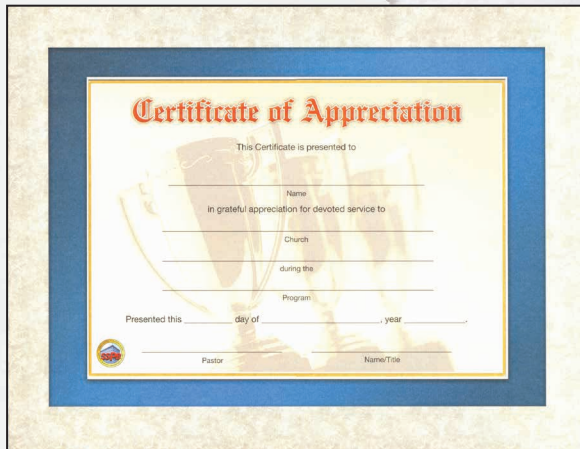 Certificate of Appreciation
This Certificate is presented to
Name
in grateful appreciation for devoted service to
Church
during the
Program
Presented this ________ day of ____________________, year __________.
Pastor Name/Title